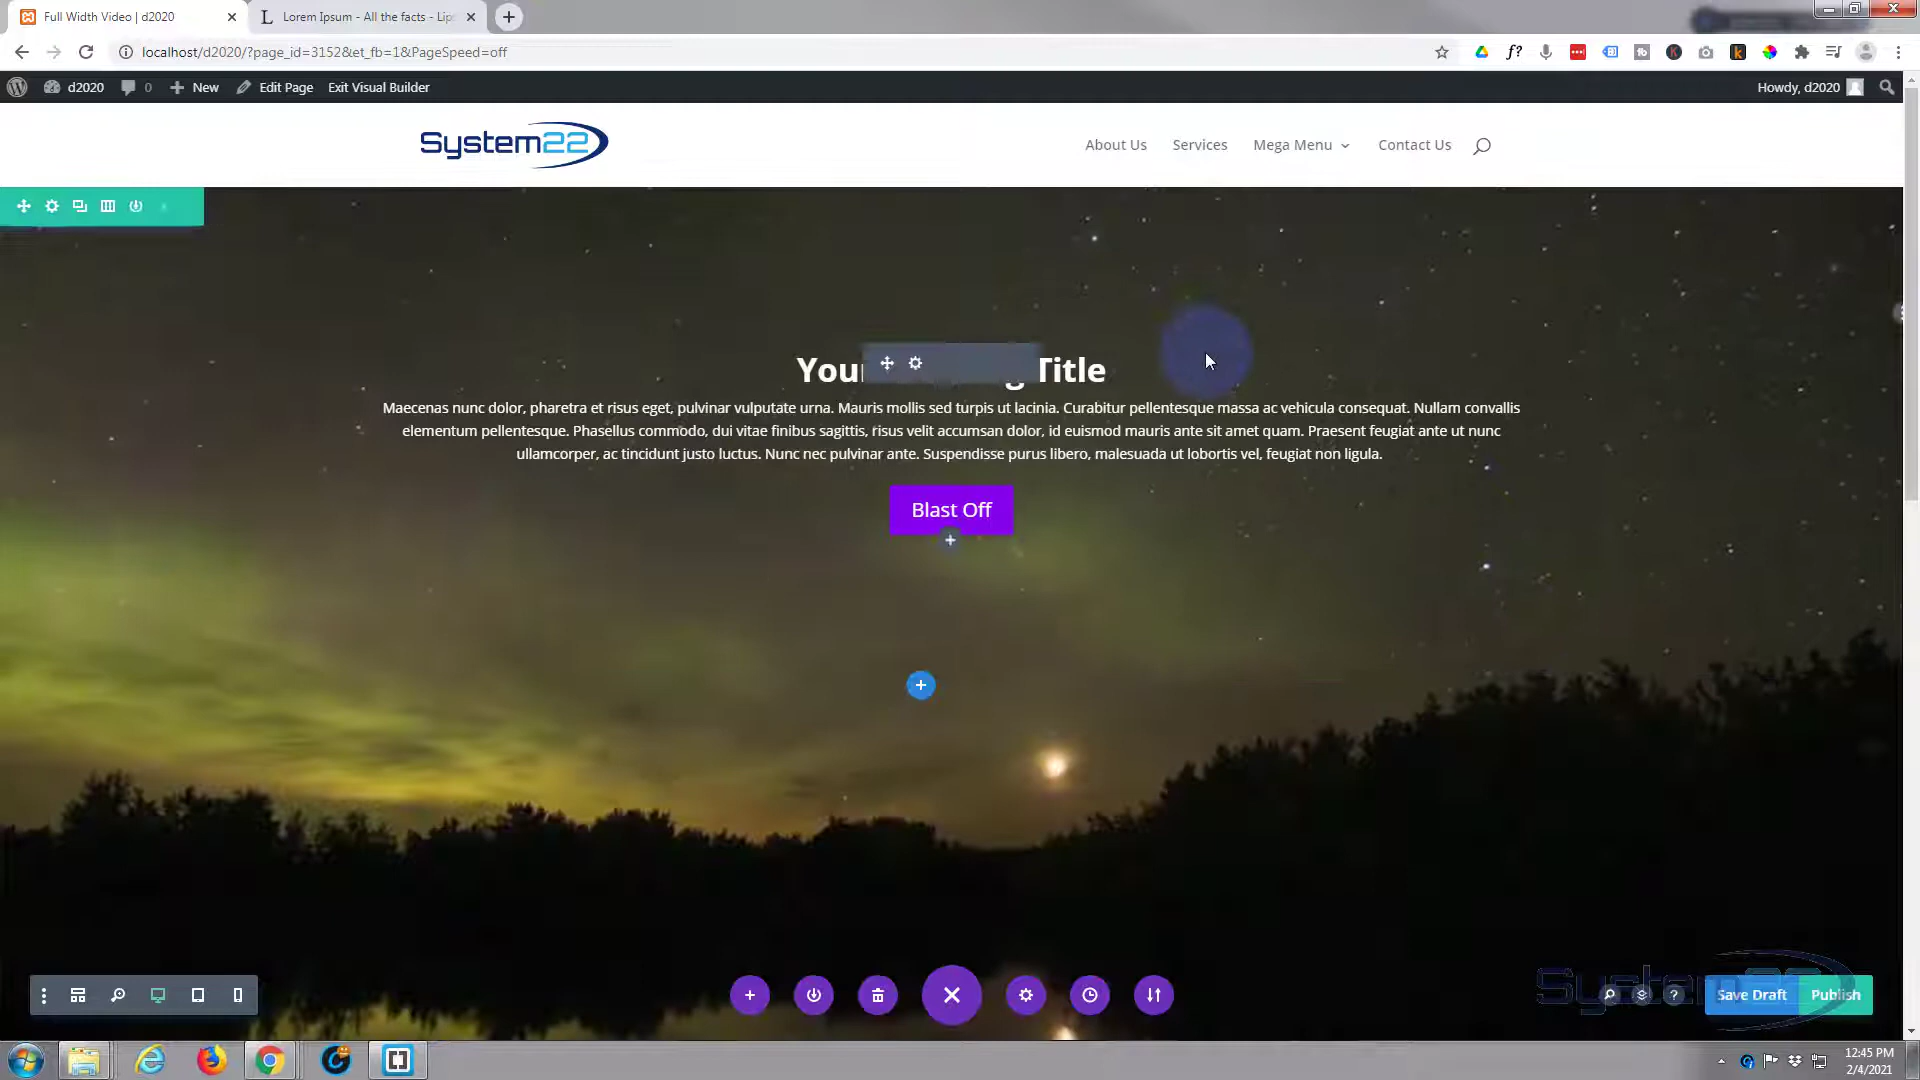 Full Width Video | d2020
Lorem Ipsum - All the facts - Lip
localhost/d2020/?page_id=3152&et_fb=1&PageSpeed=off
d2020 0 New Edit Page Exit Visual Builder Howdy, d2020
System22
About Us Services Mega Menu Contact Us
Your Title
Maecenas nunc dolor, pharetra et risus eget, pulvinar vulputate urna. Mauris mollis sed turpis ut lacinia. Curabitur pellentesque massa ac vehicula consequat. Nullam convallis
elementum pellentesque. Phasellus commodo, dui vitae finibus sagittis, risus velit accumsan dolor, id euismod mauris ante sit amet quam. Praesent feugiat ante ut nunc
ullamcorper, ac tincidunt justo luctus. Nunc nec pulvinar ante. Suspendisse purus libero, malesuada ut lobortis vel, feugiat non ligula.
Blast Off
System22
Save Draft Publish
12:45 PM
2/4/2021